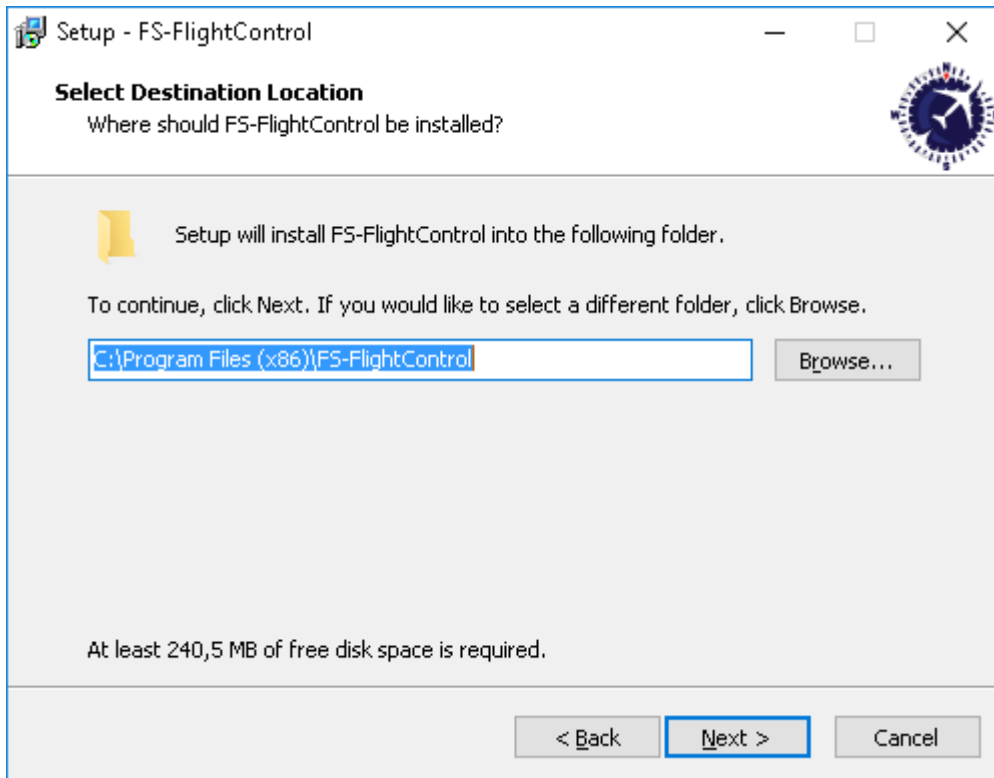 Setup - FS-FlightControl
Select Destination Location
Where should FS-FlightControl be installed?
Setup will install FS-FlightControl into the following folder.
To continue, click Next. If you would like to select a different folder, click Browse.
C:\Program Files (x86)\FS-FlightControl
Browse...
At least 240,5 MB of free disk space is required.
< Back
Next >
Cancel